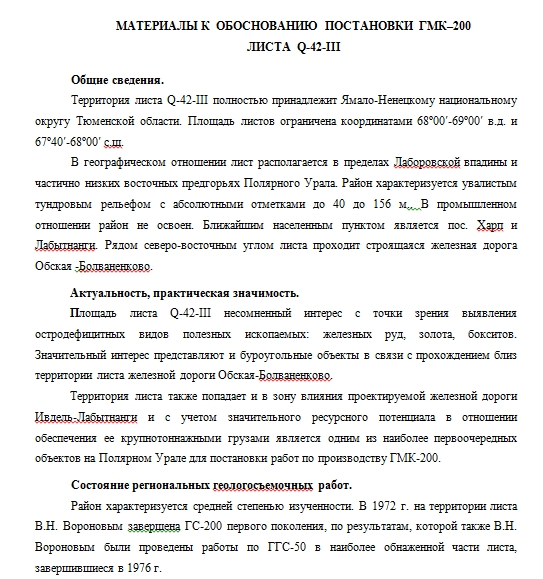 МАТЕРИАЛЫ К ОБОСНОВАНИЮ ПОСТАНОВКИ ГМК–200
ЛИСТА Q-42-III
Общие сведения.
Территория листа Q-42-III полностью принадлежит Ямало-Ненецкому национальному
округу Тюменской области. Площадь листов ограничена координатами 68°00′-69°00′ в.д. и
67°40′-68°00′ с.ш.
В географическом отношении лист располагается в пределах Лаборовской впадины и
частично низких восточных предгорьях Полярного Урала. Район характеризуется увалистым
тундровым рельефом с абсолютными отметками до 40 до 156 м,. В промышленном
отношении район не освоен. Ближайшим населенным пунктом является пос. Харп и
Лабытнанги. Рядом северо-восточным углом листа проходит строящаяся железная дорога
Обская -Болваненково.
Актуальность, практическая значимость.
Площадь листа Q-42-III несомненный интерес с точки зрения выявления
остродефицитных видов полезных ископаемых: железных руд, золота, бокситов.
Значительный интерес представляют и буроугольные объекты в связи с прохождением близ
территории листа железной дороги Обская-Болваненково.
Территория листа также попадает и в зону влияния проектируемой железной дороги
Ивдель-Лабытнанги и с учетом значительного ресурсного потенциала в отношении
обеспечения ее крупнотоннажными грузами является одним из наиболее первоочередных
объектов на Полярном Урале для постановки работ по производству ГМК-200.
Состояние региональных геологосъемочных работ.
Район характеризуется средней степенью изученности. В 1972 г. на территории листа
В.Н. Вороновым завершена ГС-200 первого поколения, по результатам, которой также В.Н.
Вороновым были проведены работы по ГГС-50 в наиболее обнаженной части листа,
завершившиеся в 1976 г.